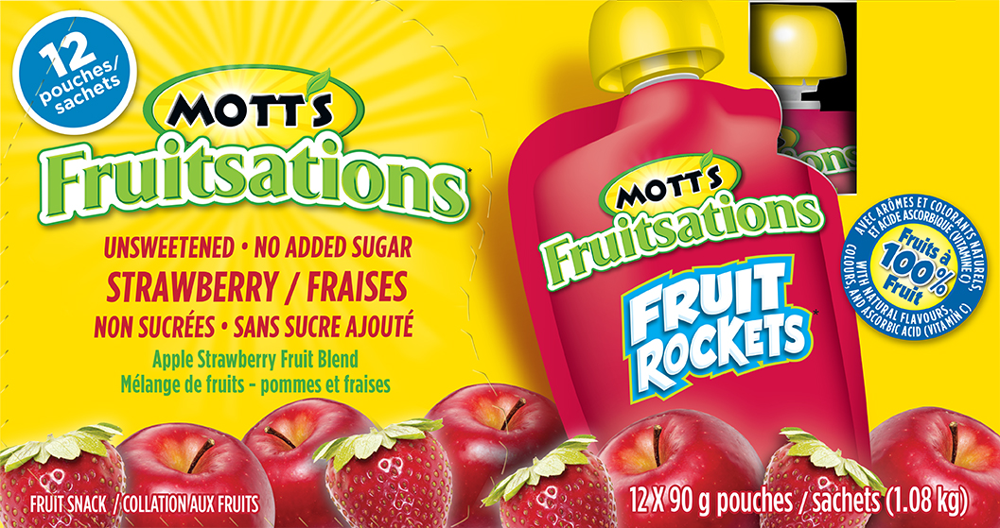 12
pouches/
sachets
MOTT'S
Fruitsations*
UNSWEETENED • NO ADDED SUGAR
STRAWBERRY / FRAISES
NON SUCRÉES • SANS SUCRE AJOUTÉ
Apple Strawberry Fruit Blend
Mélange de fruits - pommes et fraises
FRUIT SNACK / COLLATION AUX FRUITS
MOTT'S
Fruitsations
FRUIT
ROCKETS*
ons
AVEC ARÔMES ET COLORANTS NATURELS,
ET ACIDE ASCORBIQUE (VITAMINE C)
Fruits à
100%
Fruit
WITH NATURAL FLAVOURS,
COLOURS, AND ASCORBIC ACID (VITAMIN C)
12 X 90 g pouches / sachets (1.08 kg)